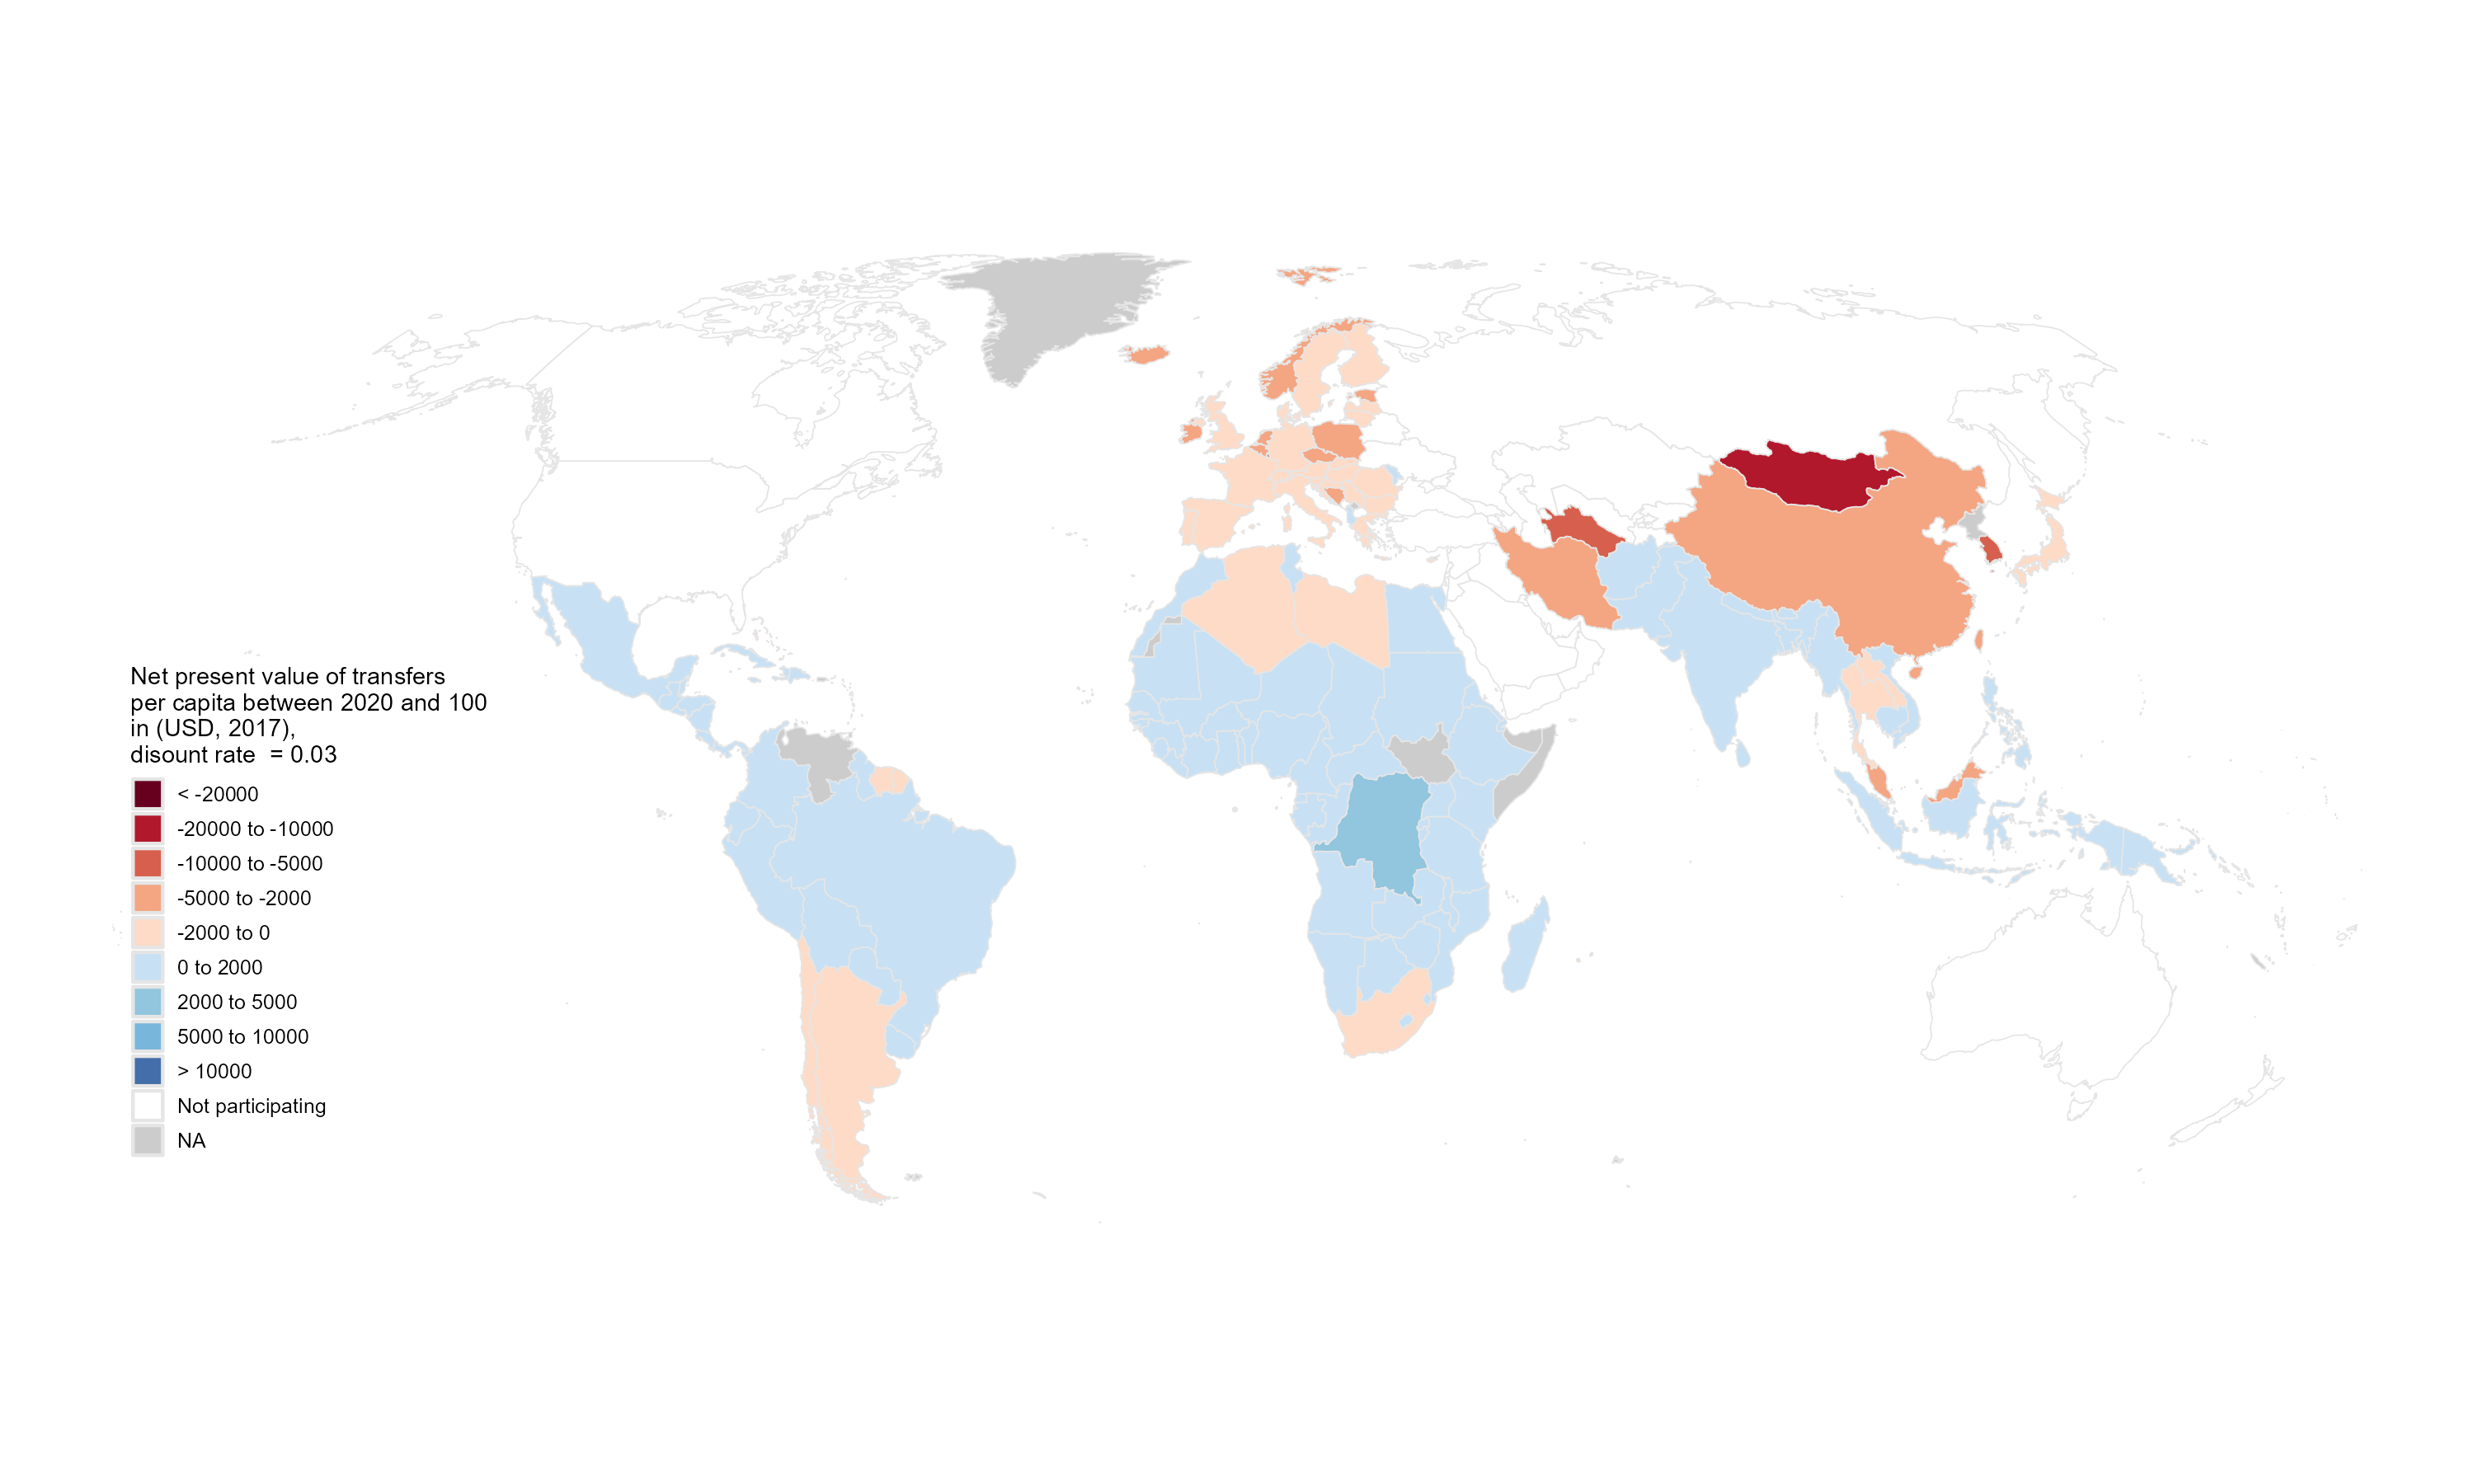 Net present value of transfers
per capita between 2020 and 100
in (USD, 2017),
disount rate  = 0.03
< -20000
-20000 to -10000
-10000 to -5000
-5000 to -2000
-2000 to 0
0 to 2000
2000 to 5000
5000 to 10000
> 10000
Not participating
NA